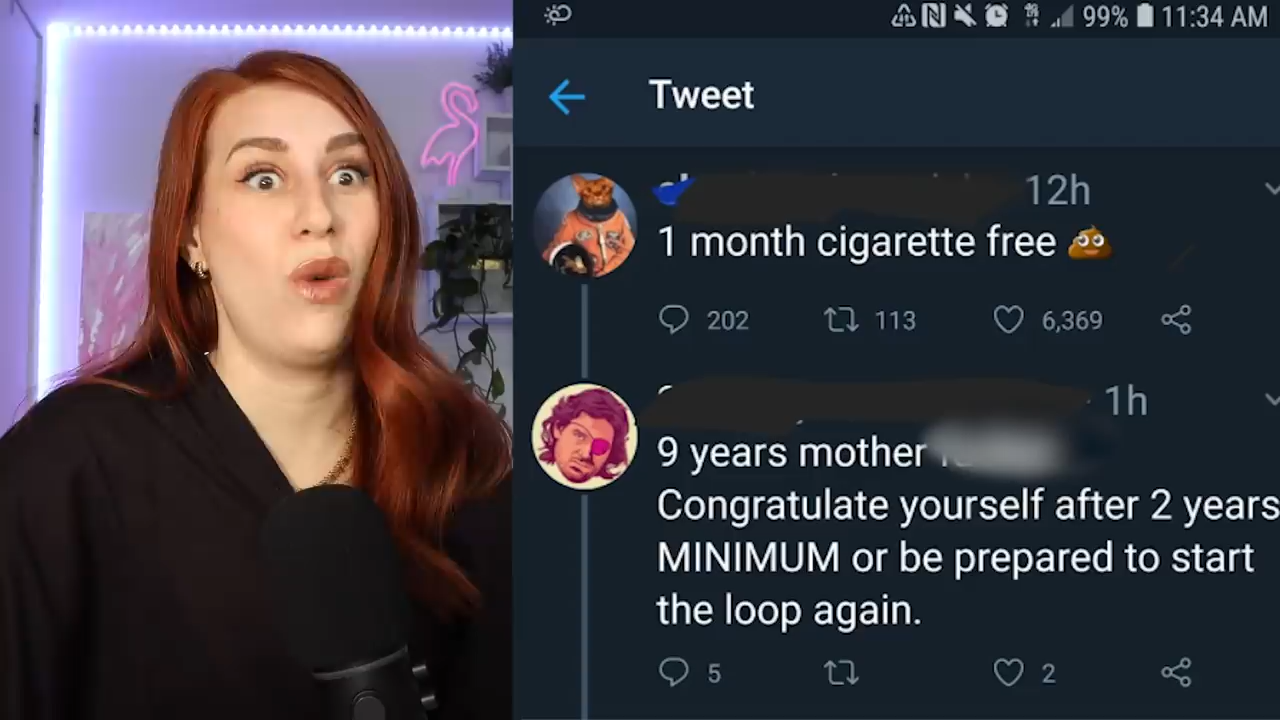 99% 11:34 AM
Tweet
12h
1 month cigarette free 💩
202 113 6,369
1h
9 years mother
Congratulate yourself after 2 years
MINIMUM or be prepared to start
the loop again.
5 2